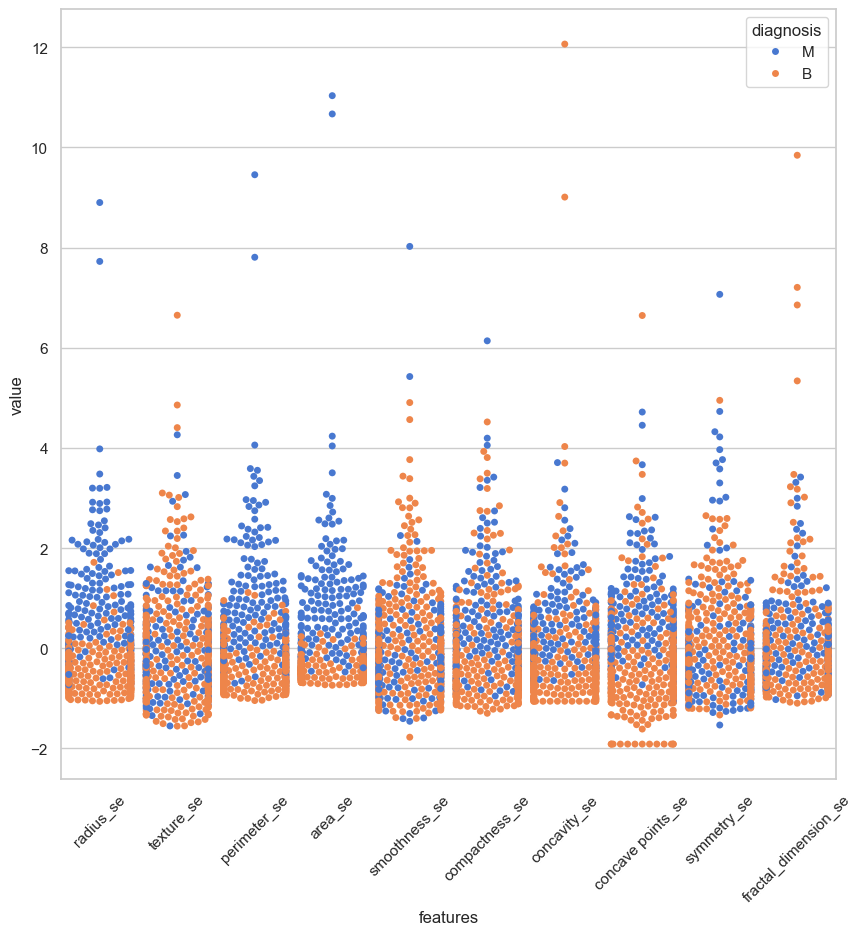 diagnosis
M
B
12
10
8
6
4
2
0
−2
value
radius_se
texture_se
perimeter_se
area_se
smoothness_se
compactness_se
concavity_se
concave points_se
symmetry_se
fractal_dimension_se
features